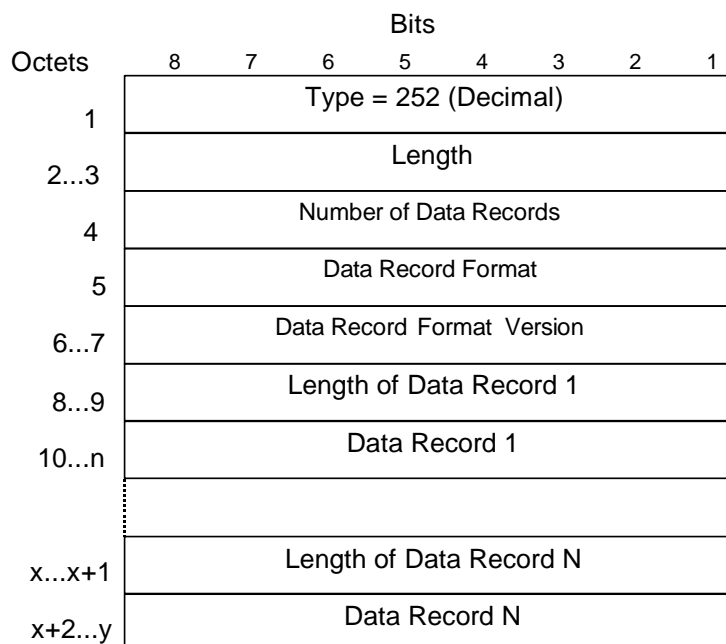 Bits
Octets 8 7 6 5 4 3 2 1
1 Type = 252 (Decimal)
2...3 Length
4 Number of Data Records
5 Data Record Format
6...7 Data Record Format Version
8...9 Length of Data Record 1
10...n Data Record 1
x...x+1 Length of Data Record N
x+2...y Data Record N